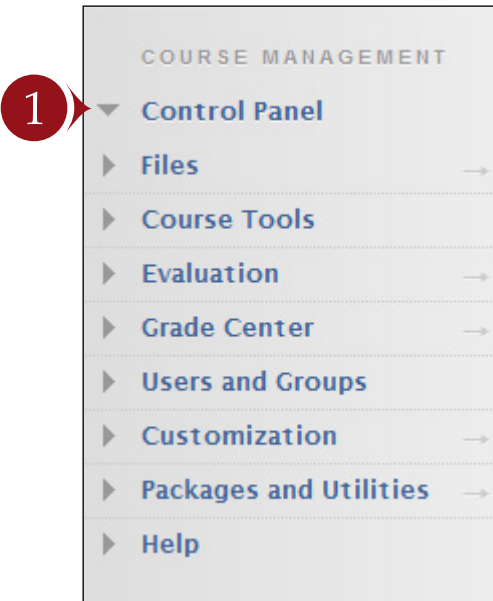 COURSE MANAGEMENT
1
Control Panel
Files
Course Tools
Evaluation
Grade Center
Users and Groups
Customization
Packages and Utilities
Help